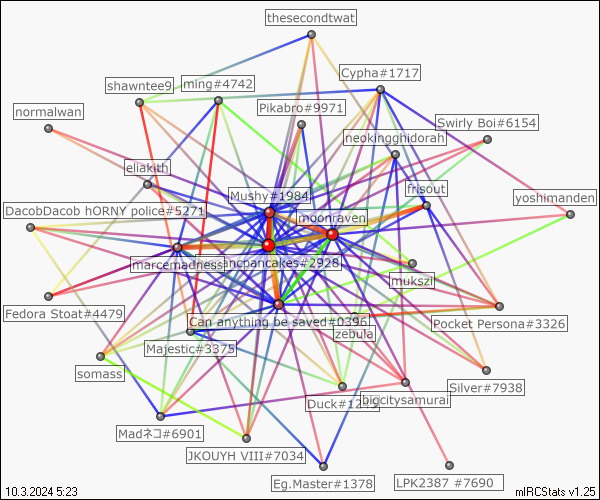 thesecondtwat
Cypha#1717
shawntee9
ming#4742
Pikabro#9971
normalwan
Swirly Boi#6154
neokingghidorah
eliakith
frisout
Mushy#1984
yoshimanden
DacobDacob hORNY police#5271
moonraven
marcemadness
ncpancakes#2928
mukszi
Fedora Stoat#4479
Can anything be saved#0396
Pocket Persona#3326
zebula
Majestic#3375
somass
Silver#7938
Duck#12
bigcitysamurai
Madネコ#6901
JKOUYH VIII#7034
Eg.Master#1378
LPK2387 #7690
10.3.2024 5:23
mIRCStats v1.25